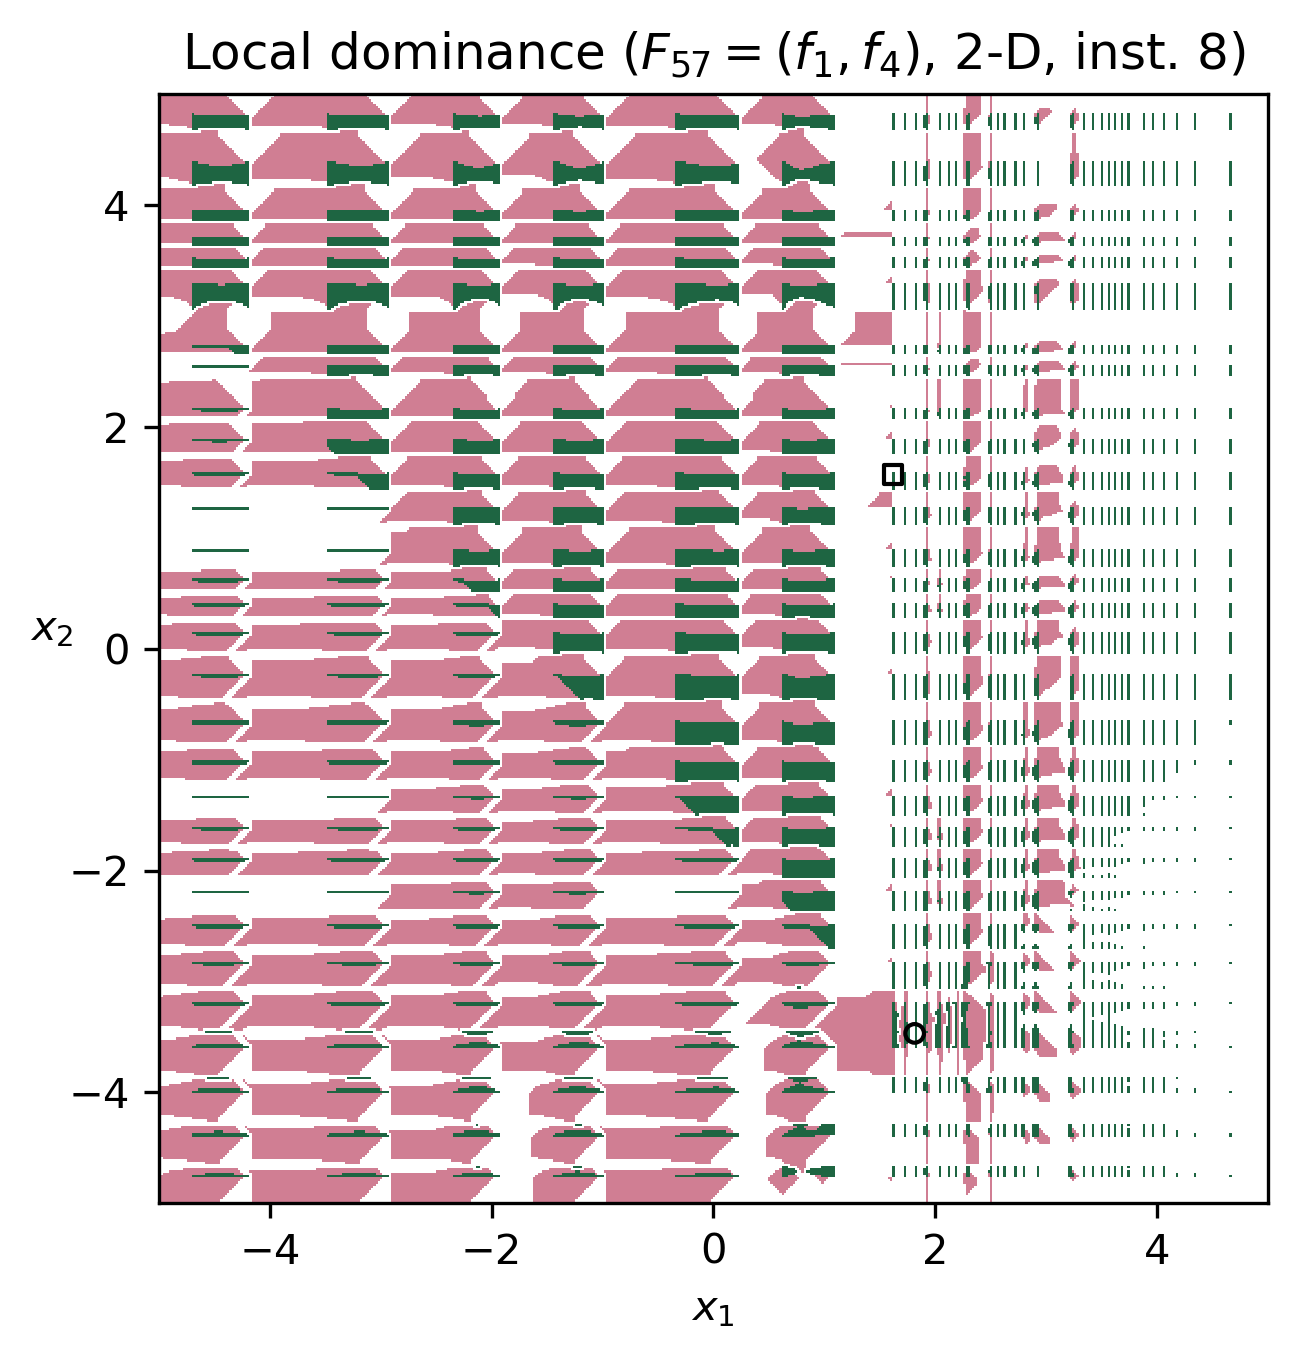 Local dominance (F57 = (f1, f4), 2-D, inst. 8)
4
2
x2
0
−2
−4
−4 −2 0 2 4
x1